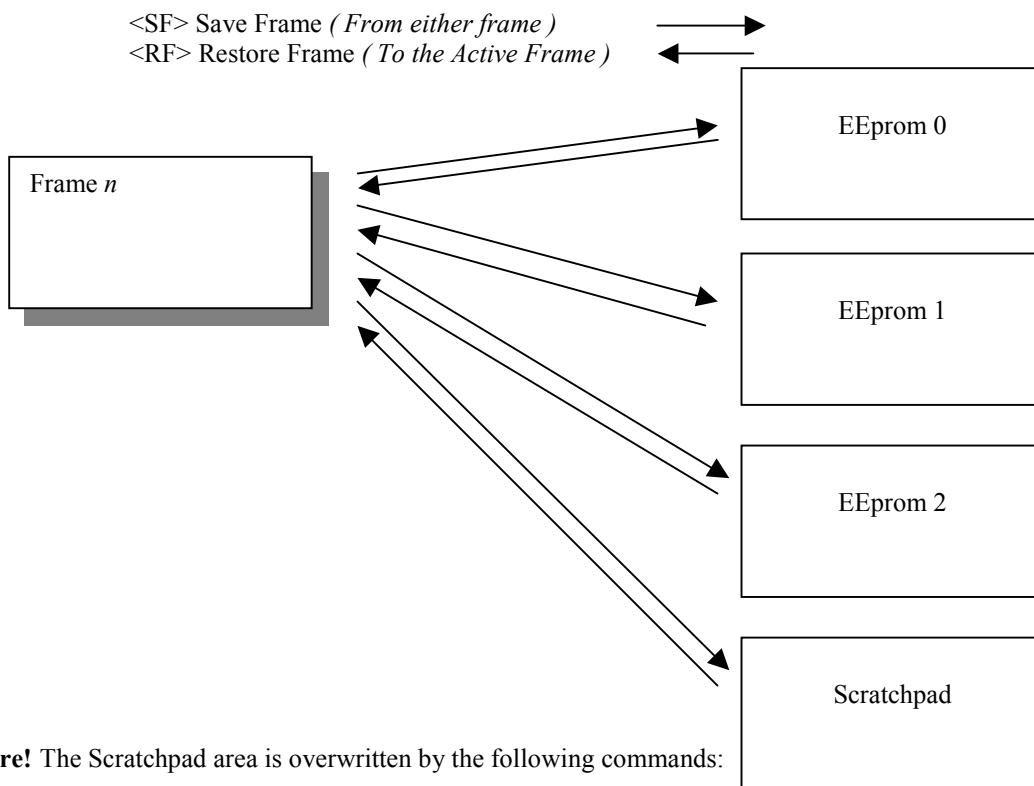 <SF> Save Frame ( From either frame )
<RF> Restore Frame ( To the Active Frame )
EEprom 0
Frame n
EEprom 1
EEprom 2
Scratchpad
re! The Scratchpad area is overwritten by the following commands: